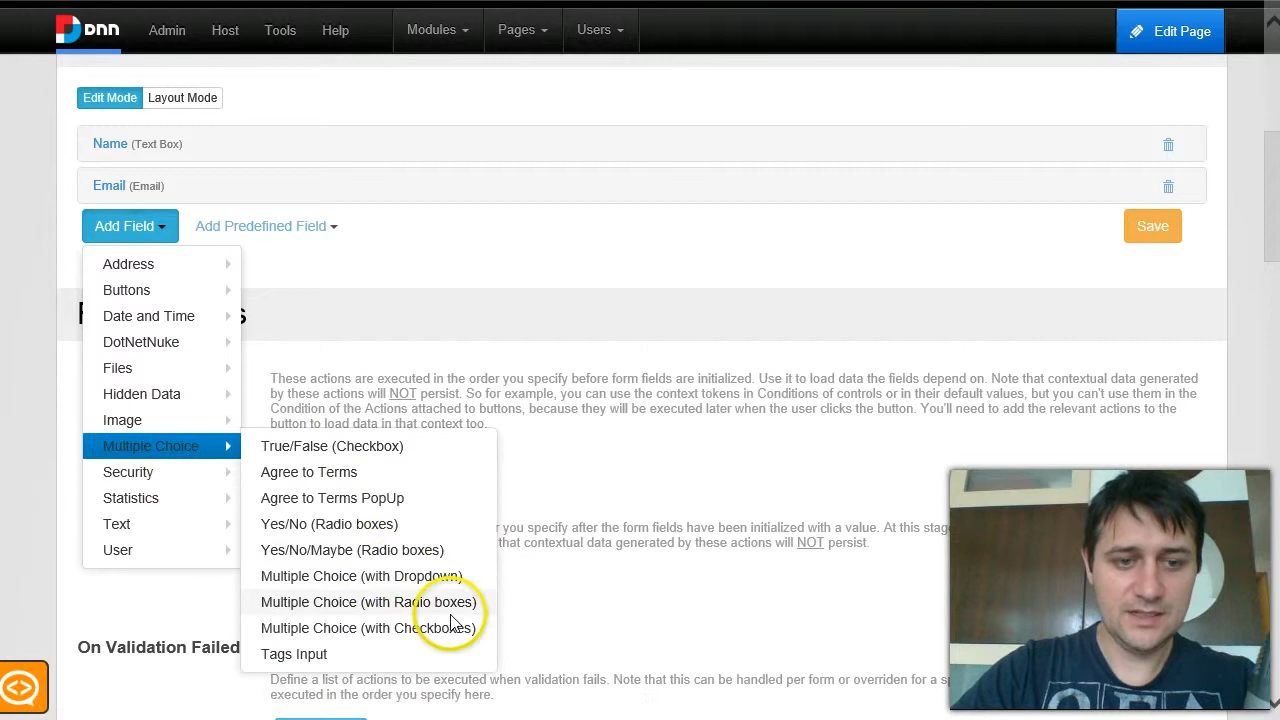 DNN Admin Host Tools Help Modules Pages Users Edit Page
Edit Mode Layout Mode
Name (Text Box)
Email (Email)
Add Field Add Predefined Field Save
Address
Buttons
Date and Time
DotNetNuke
Files
Hidden Data
Image
Multiple Choice
Security
Statistics
Text
User
True/False (Checkbox)
Agree to Terms
Agree to Terms PopUp
Yes/No (Radio boxes)
Yes/No/Maybe (Radio boxes)
Multiple Choice (with Dropdown)
Multiple Choice (with Radio boxes)
Multiple Choice (with Checkboxes)
Tags Input
These actions are executed in the order you specify before form fields are initialized. Use it to load data the fields depend on. Note that contextual data generated
by these actions will NOT persist. So for example, you can use the context tokens in Conditions of controls or in their default values, but you can't use them in the
Condition of the Actions attached to buttons, because they will be executed later when the user clicks the button. You'll need to add the relevant actions to the
button to load data in that context too.
you specify after the form fields have been initialized with a value. At this stag
that contextual data generated by these actions will NOT persist.
On Validation Failed
Define a list of actions to be executed when validation fails. Note that this can be handled per form or overriden for a s
executed in the order you specify here.